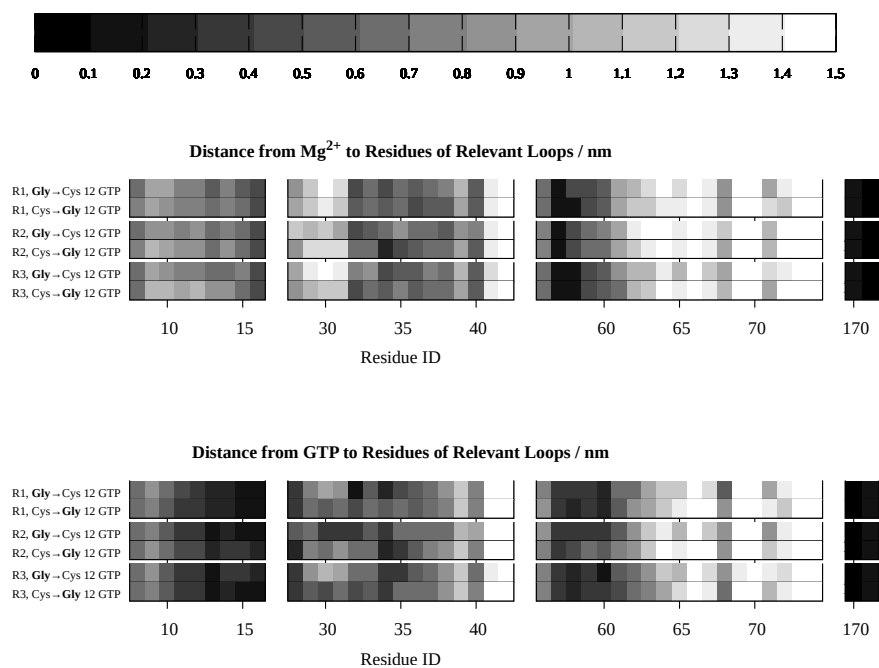 0 0.1 0.2 0.3 0.4 0.5 0.6 0.7 0.8 0.9 1 1.1 1.2 1.3 1.4 1.5
Distance from Mg2+ to Residues of Relevant Loops / nm
R1, Gly→Cys 12 GTP
R1, Cys→Gly 12 GTP
R2, Gly→Cys 12 GTP
R2, Cys→Gly 12 GTP
R3, Gly→Cys 12 GTP
R3, Cys→Gly 12 GTP
10 15 30 35 40 60 65 70 170
Residue ID
Distance from GTP to Residues of Relevant Loops / nm
R1, Gly→Cys 12 GTP
R1, Cys→Gly 12 GTP
R2, Gly→Cys 12 GTP
R2, Cys→Gly 12 GTP
R3, Gly→Cys 12 GTP
R3, Cys→Gly 12 GTP
10 15 30 35 40 60 65 70 170
Residue ID